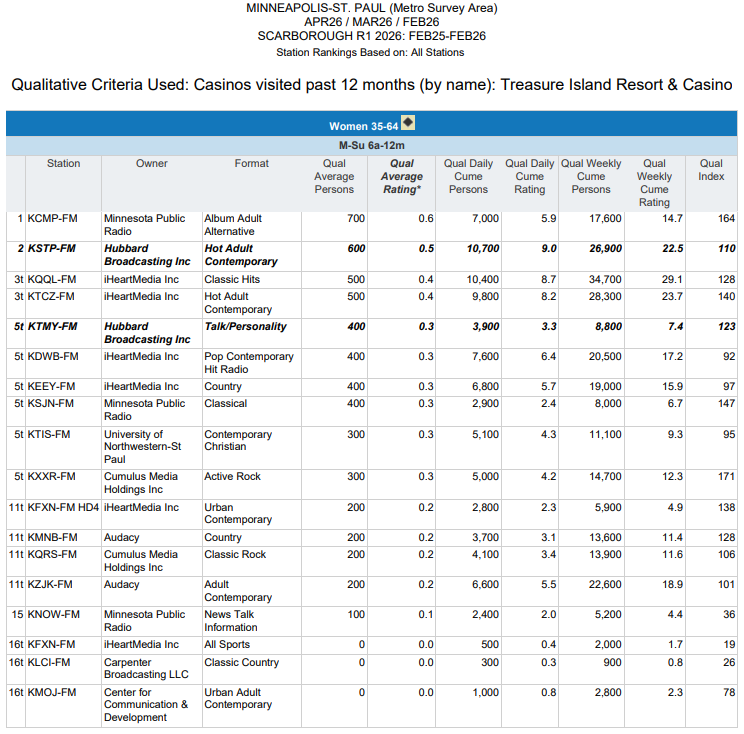 MINNEAPOLIS-ST. PAUL (Metro Survey Area)
APR26 / MAR26 / FEB26
SCARBOROUGH R1 2026: FEB25-FEB26
Station Rankings Based on: All Stations
Qualitative Criteria Used: Casinos visited past 12 months (by name): Treasure Island Resort & Casino
Women 35-64
M-Su 6a-12m
Station Owner Format Qual Average Persons Qual Average Rating* Qual Daily Cume Persons Qual Daily Cume Rating Qual Weekly Cume Persons Qual Weekly Cume Rating Qual Index
1 KCMP-FM Minnesota Public Radio Album Adult Alternative 700 0.6 7,000 5.9 17,600 14.7 164
2 KSTP-FM Hubbard Broadcasting Inc Hot Adult Contemporary 600 0.5 10,700 9.0 26,900 22.5 110
3t KQQL-FM iHeartMedia Inc Classic Hits 500 0.4 10,400 8.7 34,700 29.1 128
3t KTCZ-FM iHeartMedia Inc Hot Adult Contemporary 500 0.4 9,800 8.2 28,300 23.7 140
5t KTMY-FM Hubbard Broadcasting Inc Talk/Personality 400 0.3 3,900 3.3 8,800 7.4 123
5t KDWB-FM iHeartMedia Inc Pop Contemporary Hit Radio 400 0.3 7,600 6.4 20,500 17.2 92
5t KEEY-FM iHeartMedia Inc Country 400 0.3 6,800 5.7 19,000 15.9 97
5t KSJN-FM Minnesota Public Radio Classical 400 0.3 2,900 2.4 8,000 6.7 147
5t KTIS-FM University of Northwestern-St Paul Contemporary Christian 300 0.3 5,100 4.3 11,100 9.3 95
5t KXXR-FM Cumulus Media Holdings Inc Active Rock 300 0.3 5,000 4.2 14,700 12.3 171
11t KFXN-FM HD4 iHeartMedia Inc Urban Contemporary 200 0.2 2,800 2.3 5,900 4.9 138
11t KMNB-FM Audacy Country 200 0.2 3,700 3.1 13,600 11.4 128
11t KQRS-FM Cumulus Media Holdings Inc Classic Rock 200 0.2 4,100 3.4 13,900 11.6 106
11t KZJK-FM Audacy Adult Contemporary 200 0.2 6,600 5.5 22,600 18.9 101
15 KNOW-FM Minnesota Public Radio News Talk Information 100 0.1 2,400 2.0 5,200 4.4 36
16t KFXN-FM iHeartMedia Inc All Sports 0 0.0 500 0.4 2,000 1.7 19
16t KLCI-FM Carpenter Broadcasting LLC Classic Country 0 0.0 300 0.3 900 0.8 26
16t KMOJ-FM Center for Communication & Development Urban Adult Contemporary 0 0.0 1,000 0.8 2,800 2.3 78